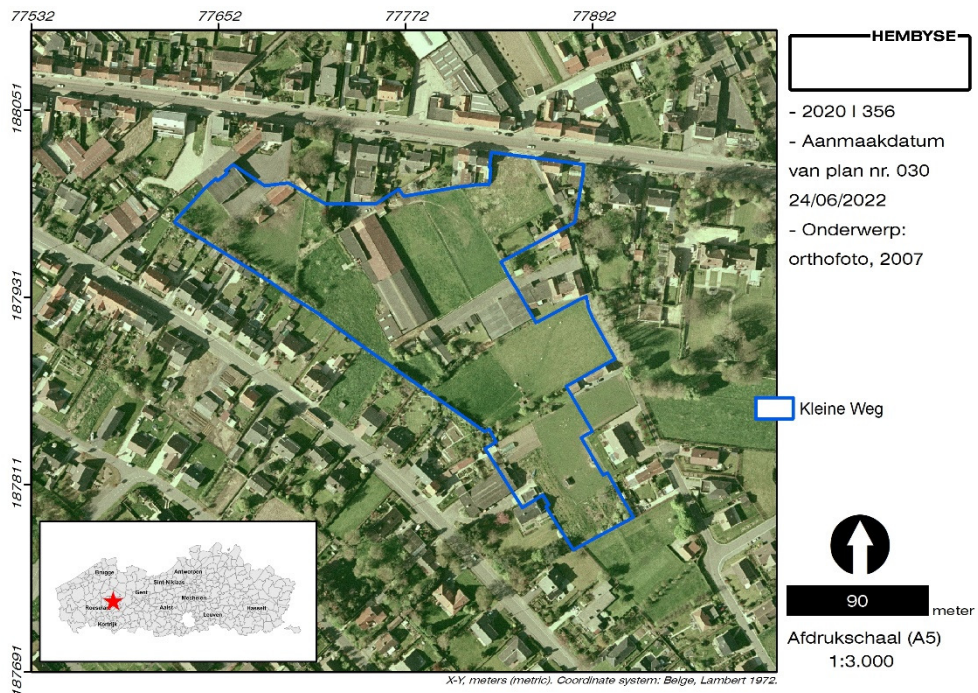 77532
77652
77772
77892
188051
187931
187811
187691
HEMBYSE
- 2020 I 356
- Aanmaakdatum
van plan nr. 030
24/06/2022
- Onderwerp:
orthofoto, 2007
Kleine Weg
90 meter
Afdrukschaal (A5)
1:3.000
Brugge
Antwerpen
Sint-Niklaas
Gent
Mechelen
Roeselare
Aalst
Hasselt
Leuven
Kortrijk
X-Y, meters (metric). Coordinate system: Belge, Lambert 1972.